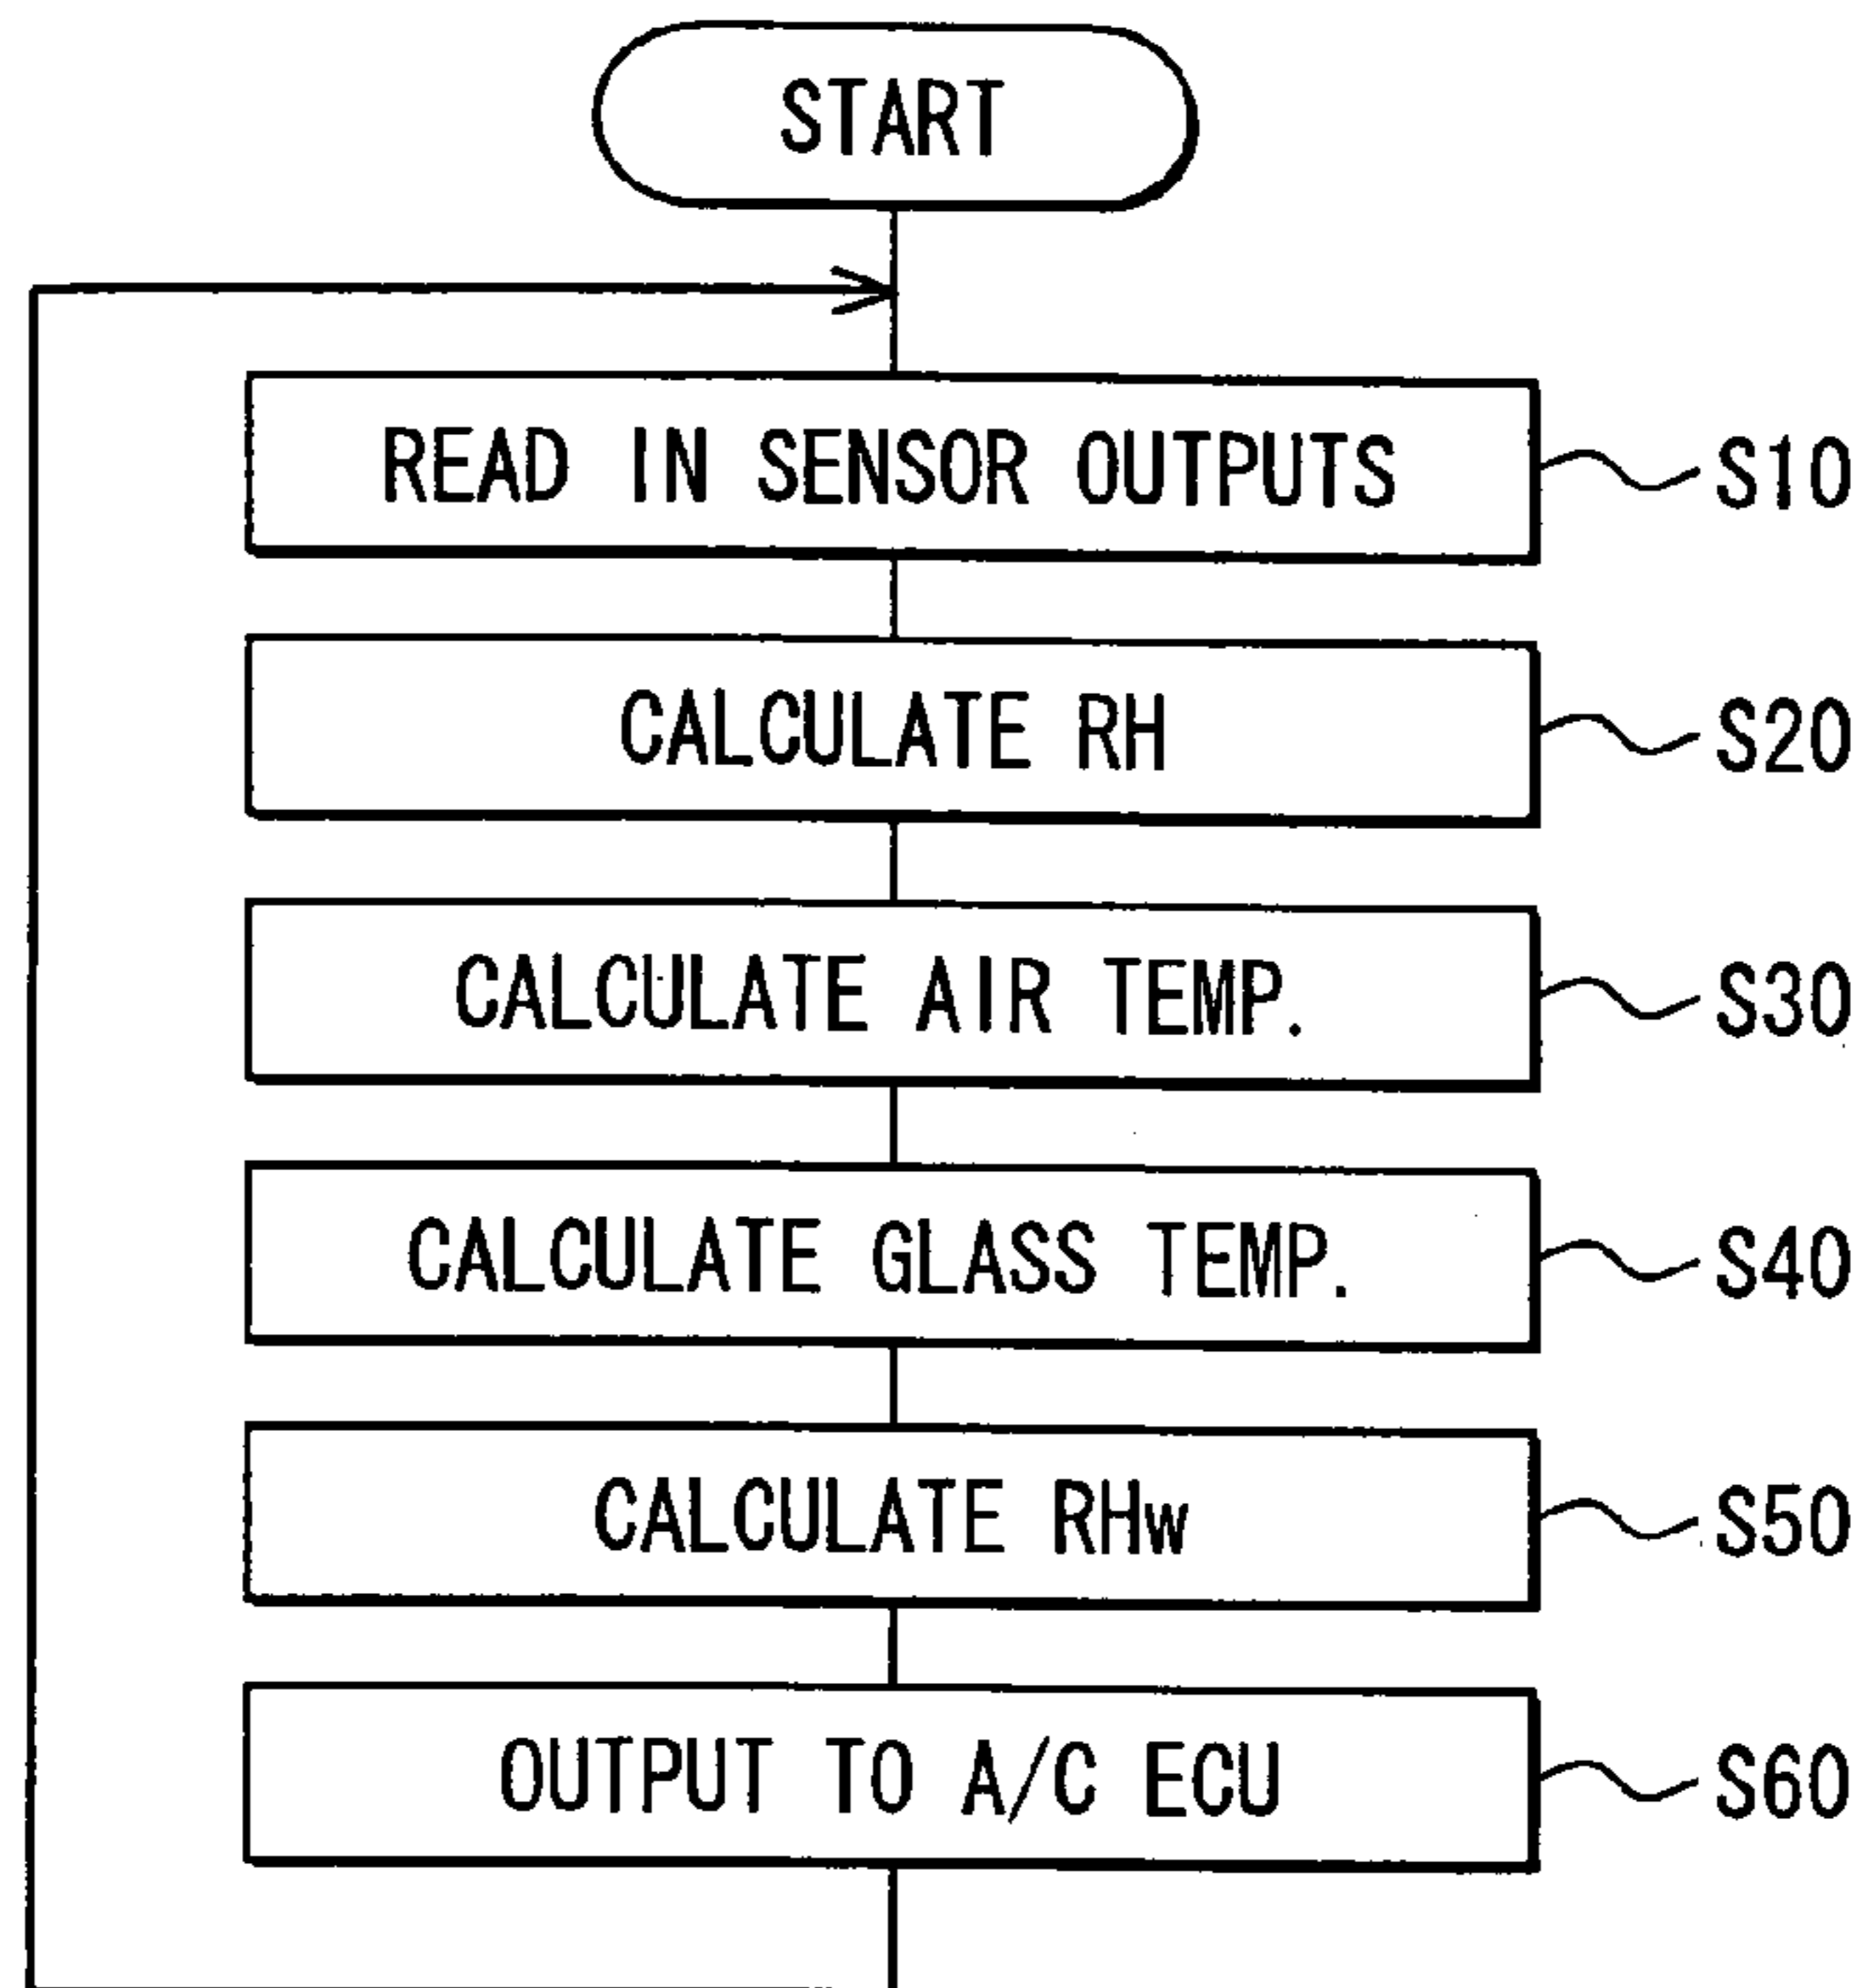 START
READ IN SENSOR OUTPUTS S10
CALCULATE RH S20
CALCULATE AIR TEMP. S30
CALCULATE GLASS TEMP. S40
CALCULATE RHw S50
OUTPUT TO A/C ECU S60